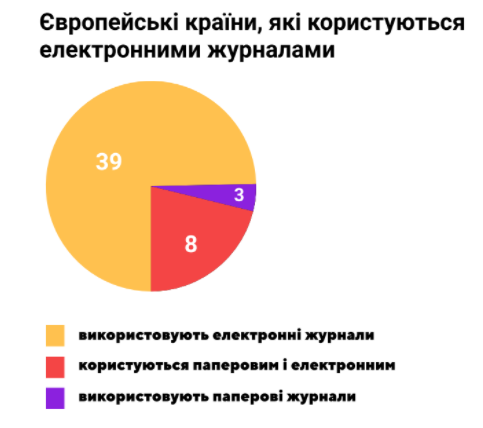 Європейські країни, які користуються
електронними журналами
39
3
8
використовують електронні журнали
користуються паперовим і електронним
використовують паперові журнали